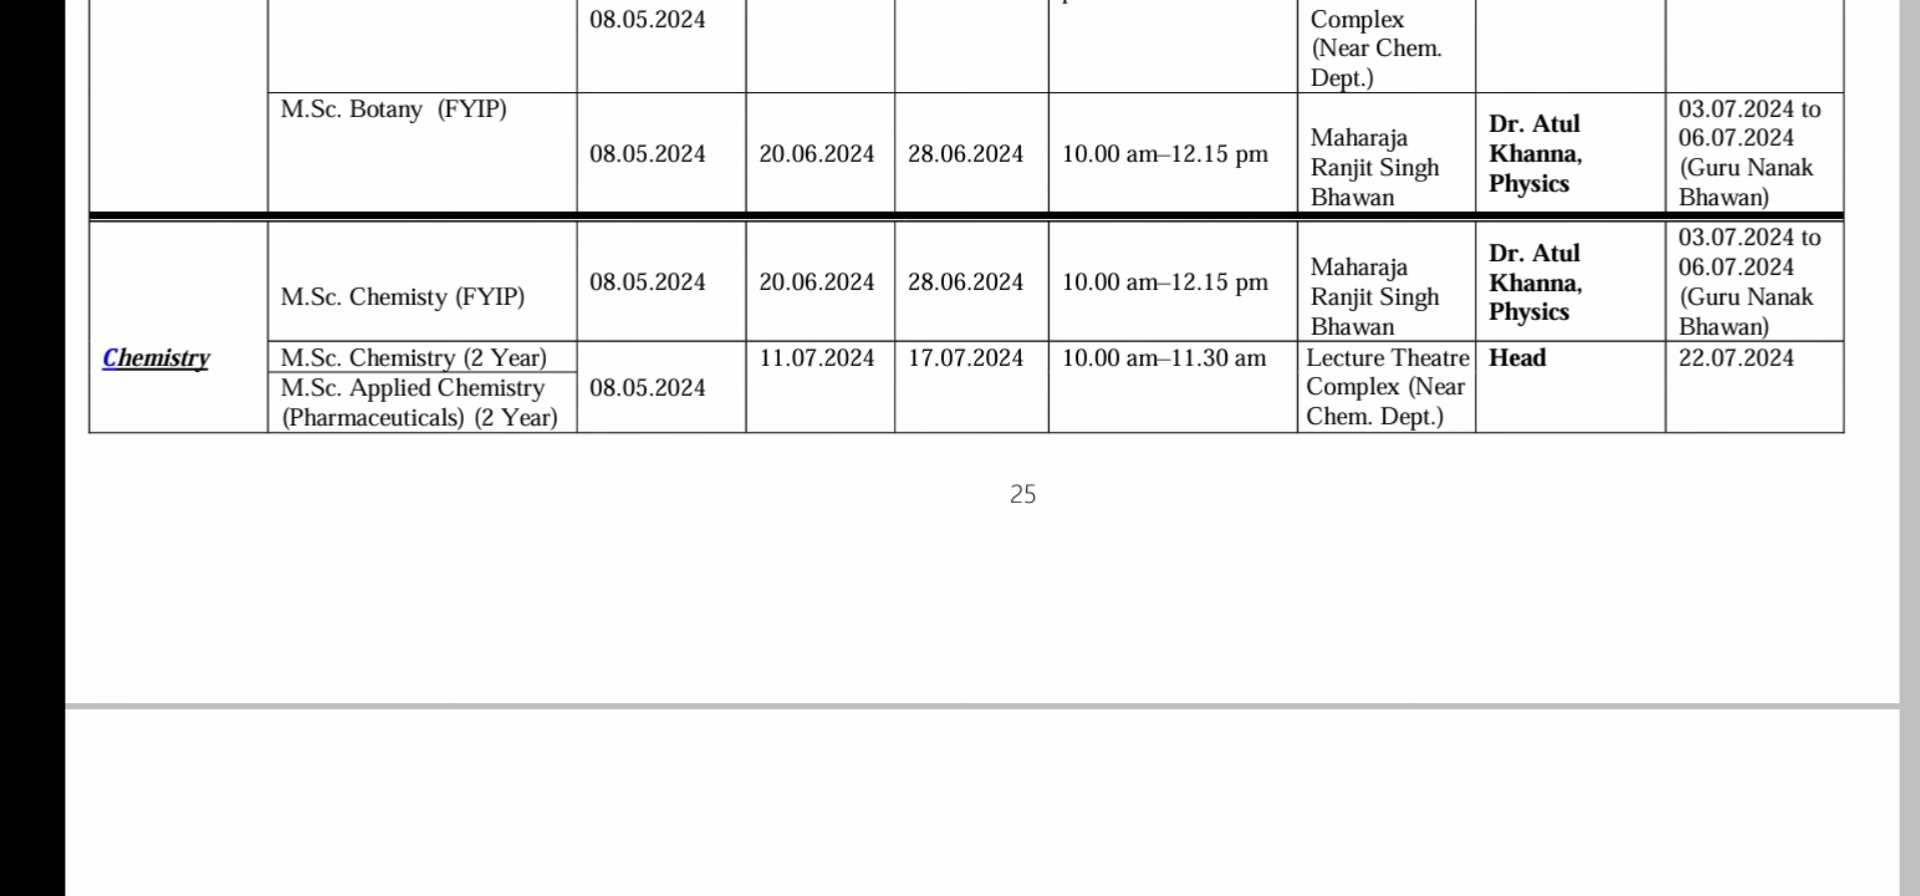 08.05.2024
Complex
(Near Chem.
Dept.)
M.Sc. Botany (FYIP)
08.05.2024
20.06.2024
28.06.2024
10.00 am–12.15 pm
Maharaja
Ranjit Singh
Bhawan
Dr. Atul
Khanna,
Physics
03.07.2024 to
06.07.2024
(Guru Nanak
Bhawan)
Chemistry
M.Sc. Chemisty (FYIP)
08.05.2024
20.06.2024
28.06.2024
10.00 am–12.15 pm
Maharaja
Ranjit Singh
Bhawan
Dr. Atul
Khanna,
Physics
03.07.2024 to
06.07.2024
(Guru Nanak
Bhawan)
M.Sc. Chemistry (2 Year)
M.Sc. Applied Chemistry
(Pharmaceuticals) (2 Year)
08.05.2024
11.07.2024
17.07.2024
10.00 am–11.30 am
Lecture Theatre
Complex (Near
Chem. Dept.)
Head
22.07.2024
25